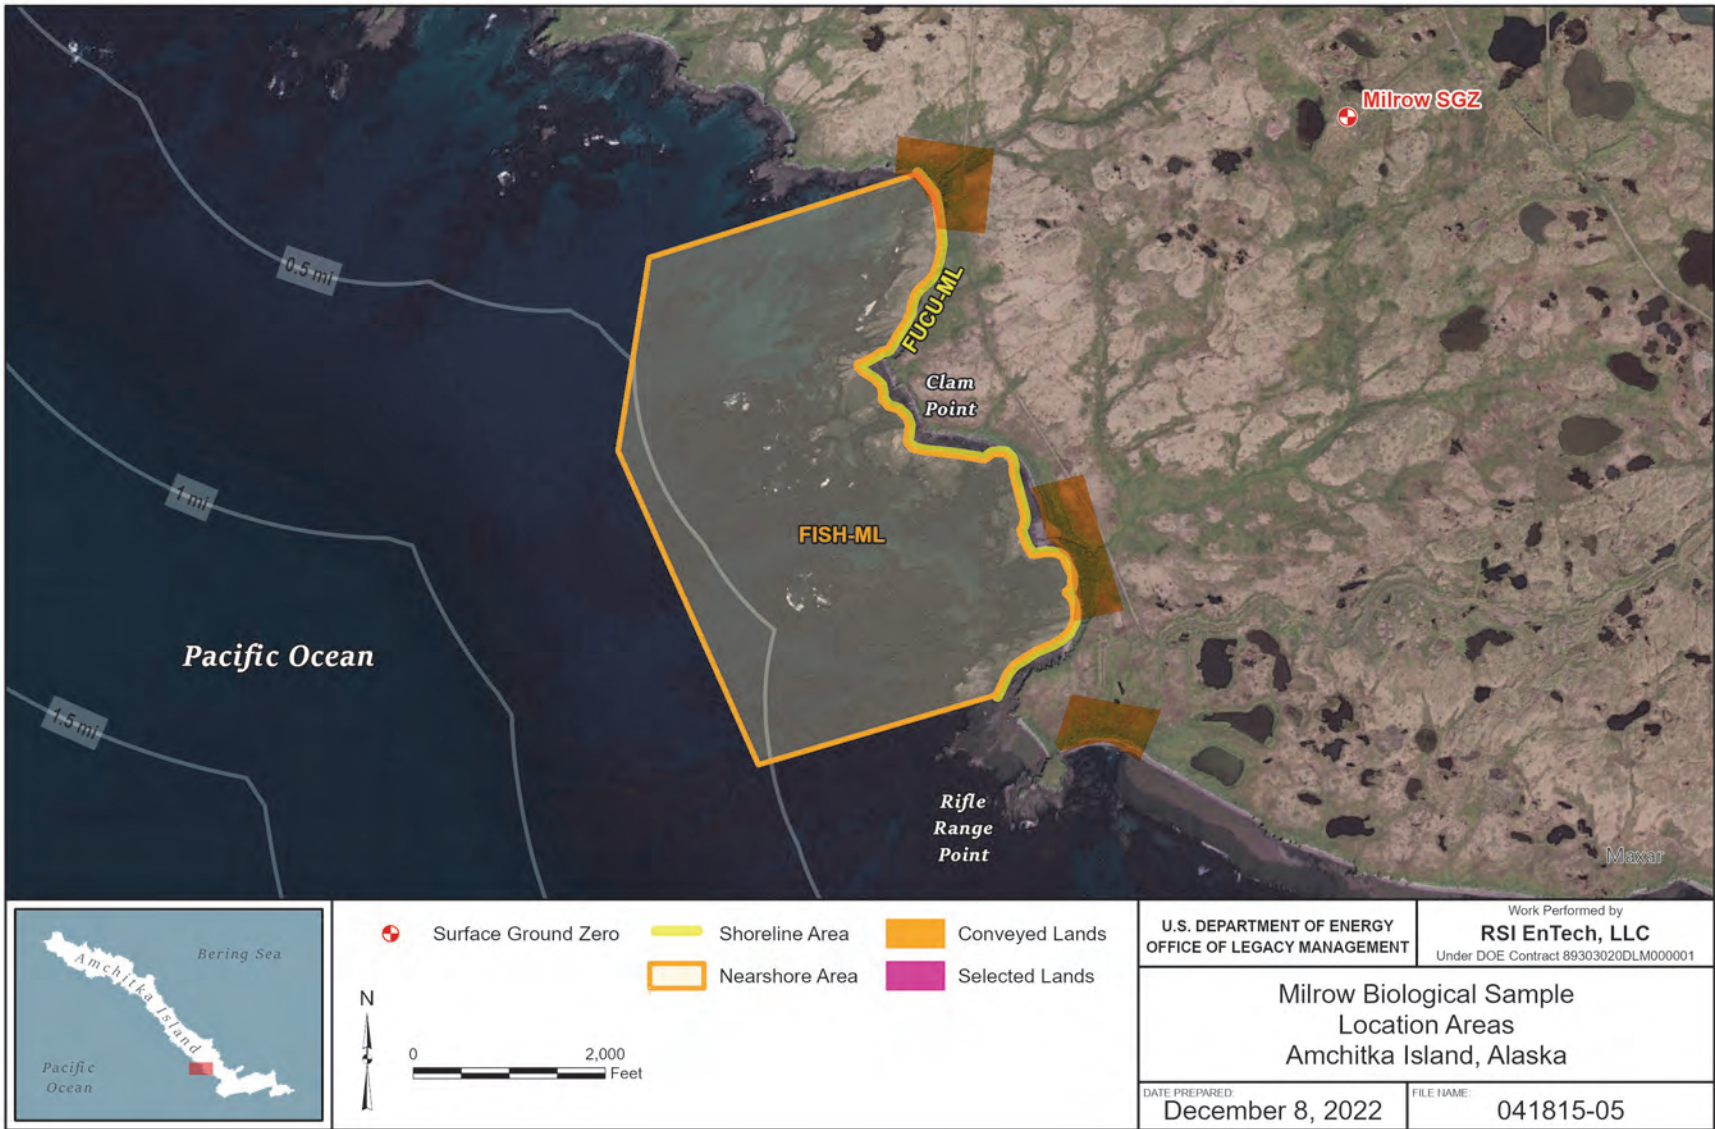 Milrow SGZ
0.5 mi
FUCU-ML
Clam
Point
1 mi
FISH-ML
Pacific Ocean
1.5 mi
Rifle
Range
Point
Maxar
Bering Sea
Amchitka Island
Pacific
Ocean
N
Surface Ground Zero
Shoreline Area
Nearshore Area
Conveyed Lands
Selected Lands
0 2,000
Feet
U.S. DEPARTMENT OF ENERGY
OFFICE OF LEGACY MANAGEMENT
Work Performed by
RSI EnTech, LLC
Under DOE Contract 89303020DLM000001
Milrow Biological Sample
Location Areas
Amchitka Island, Alaska
DATE PREPARED:
December 8, 2022
FILE NAME:
041815-05